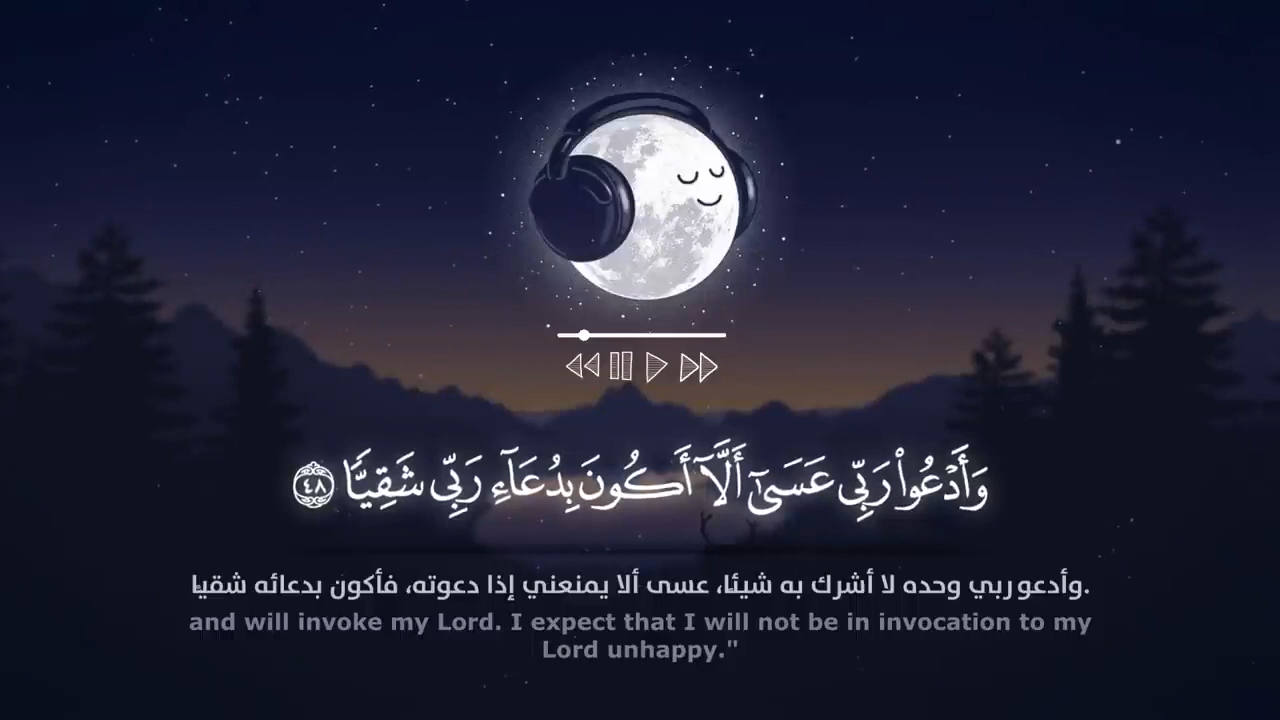 وَأَدْعُوا۟ رَبِّى عَسَىٰٓ أَلَّآ أَكُونَ بِدُعَآءِ رَبِّى شَقِيًّا ٤٨
وأدعو ربي وحده لا أشرك به شيئا، عسى ألا يمنعني إذا دعوته، فأكون بدعائه شقيا.
and will invoke my Lord. I expect that I will not be in invocation to my
Lord unhappy."